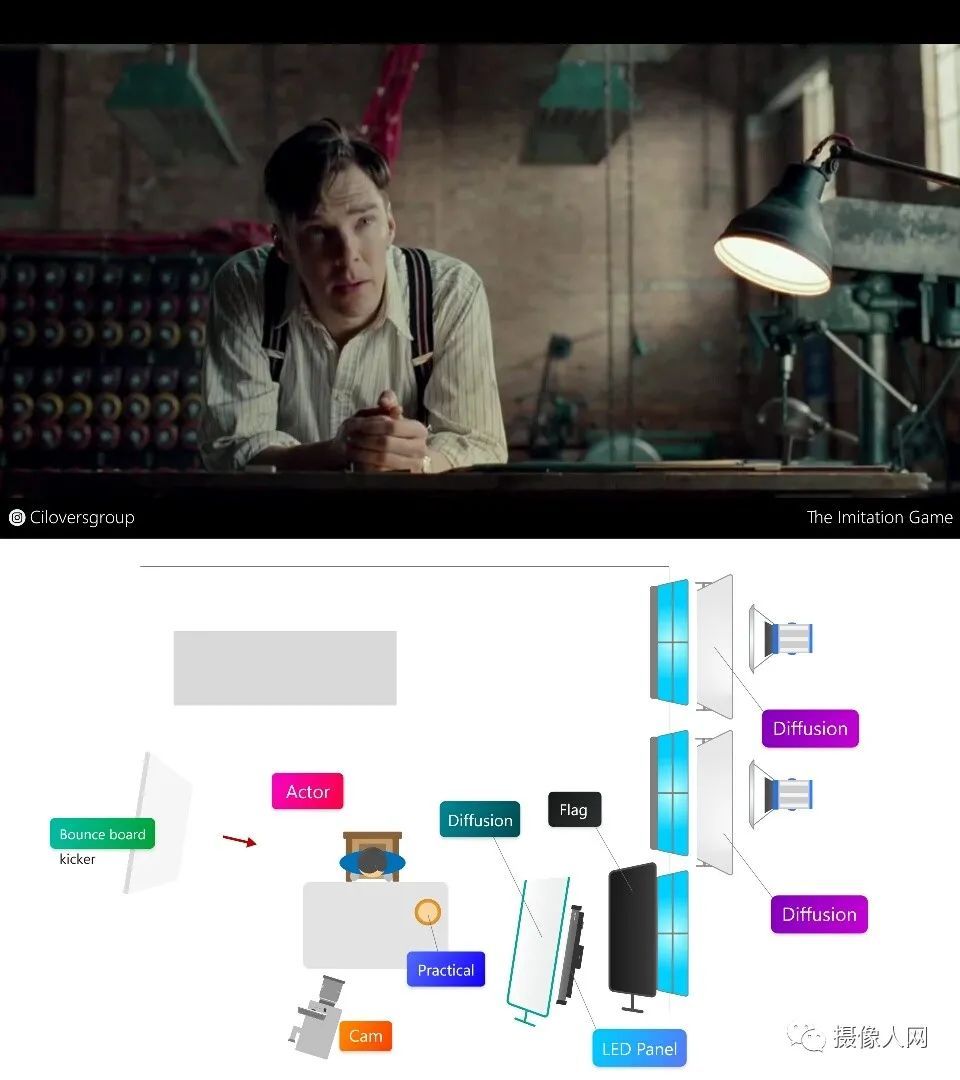 Ciloversgroup
The Imitation Game
Diffusion
Actor
Flag
Diffusion
Bounce board
kicker
Diffusion
Practical
Cam
LED Panel
摄像人网